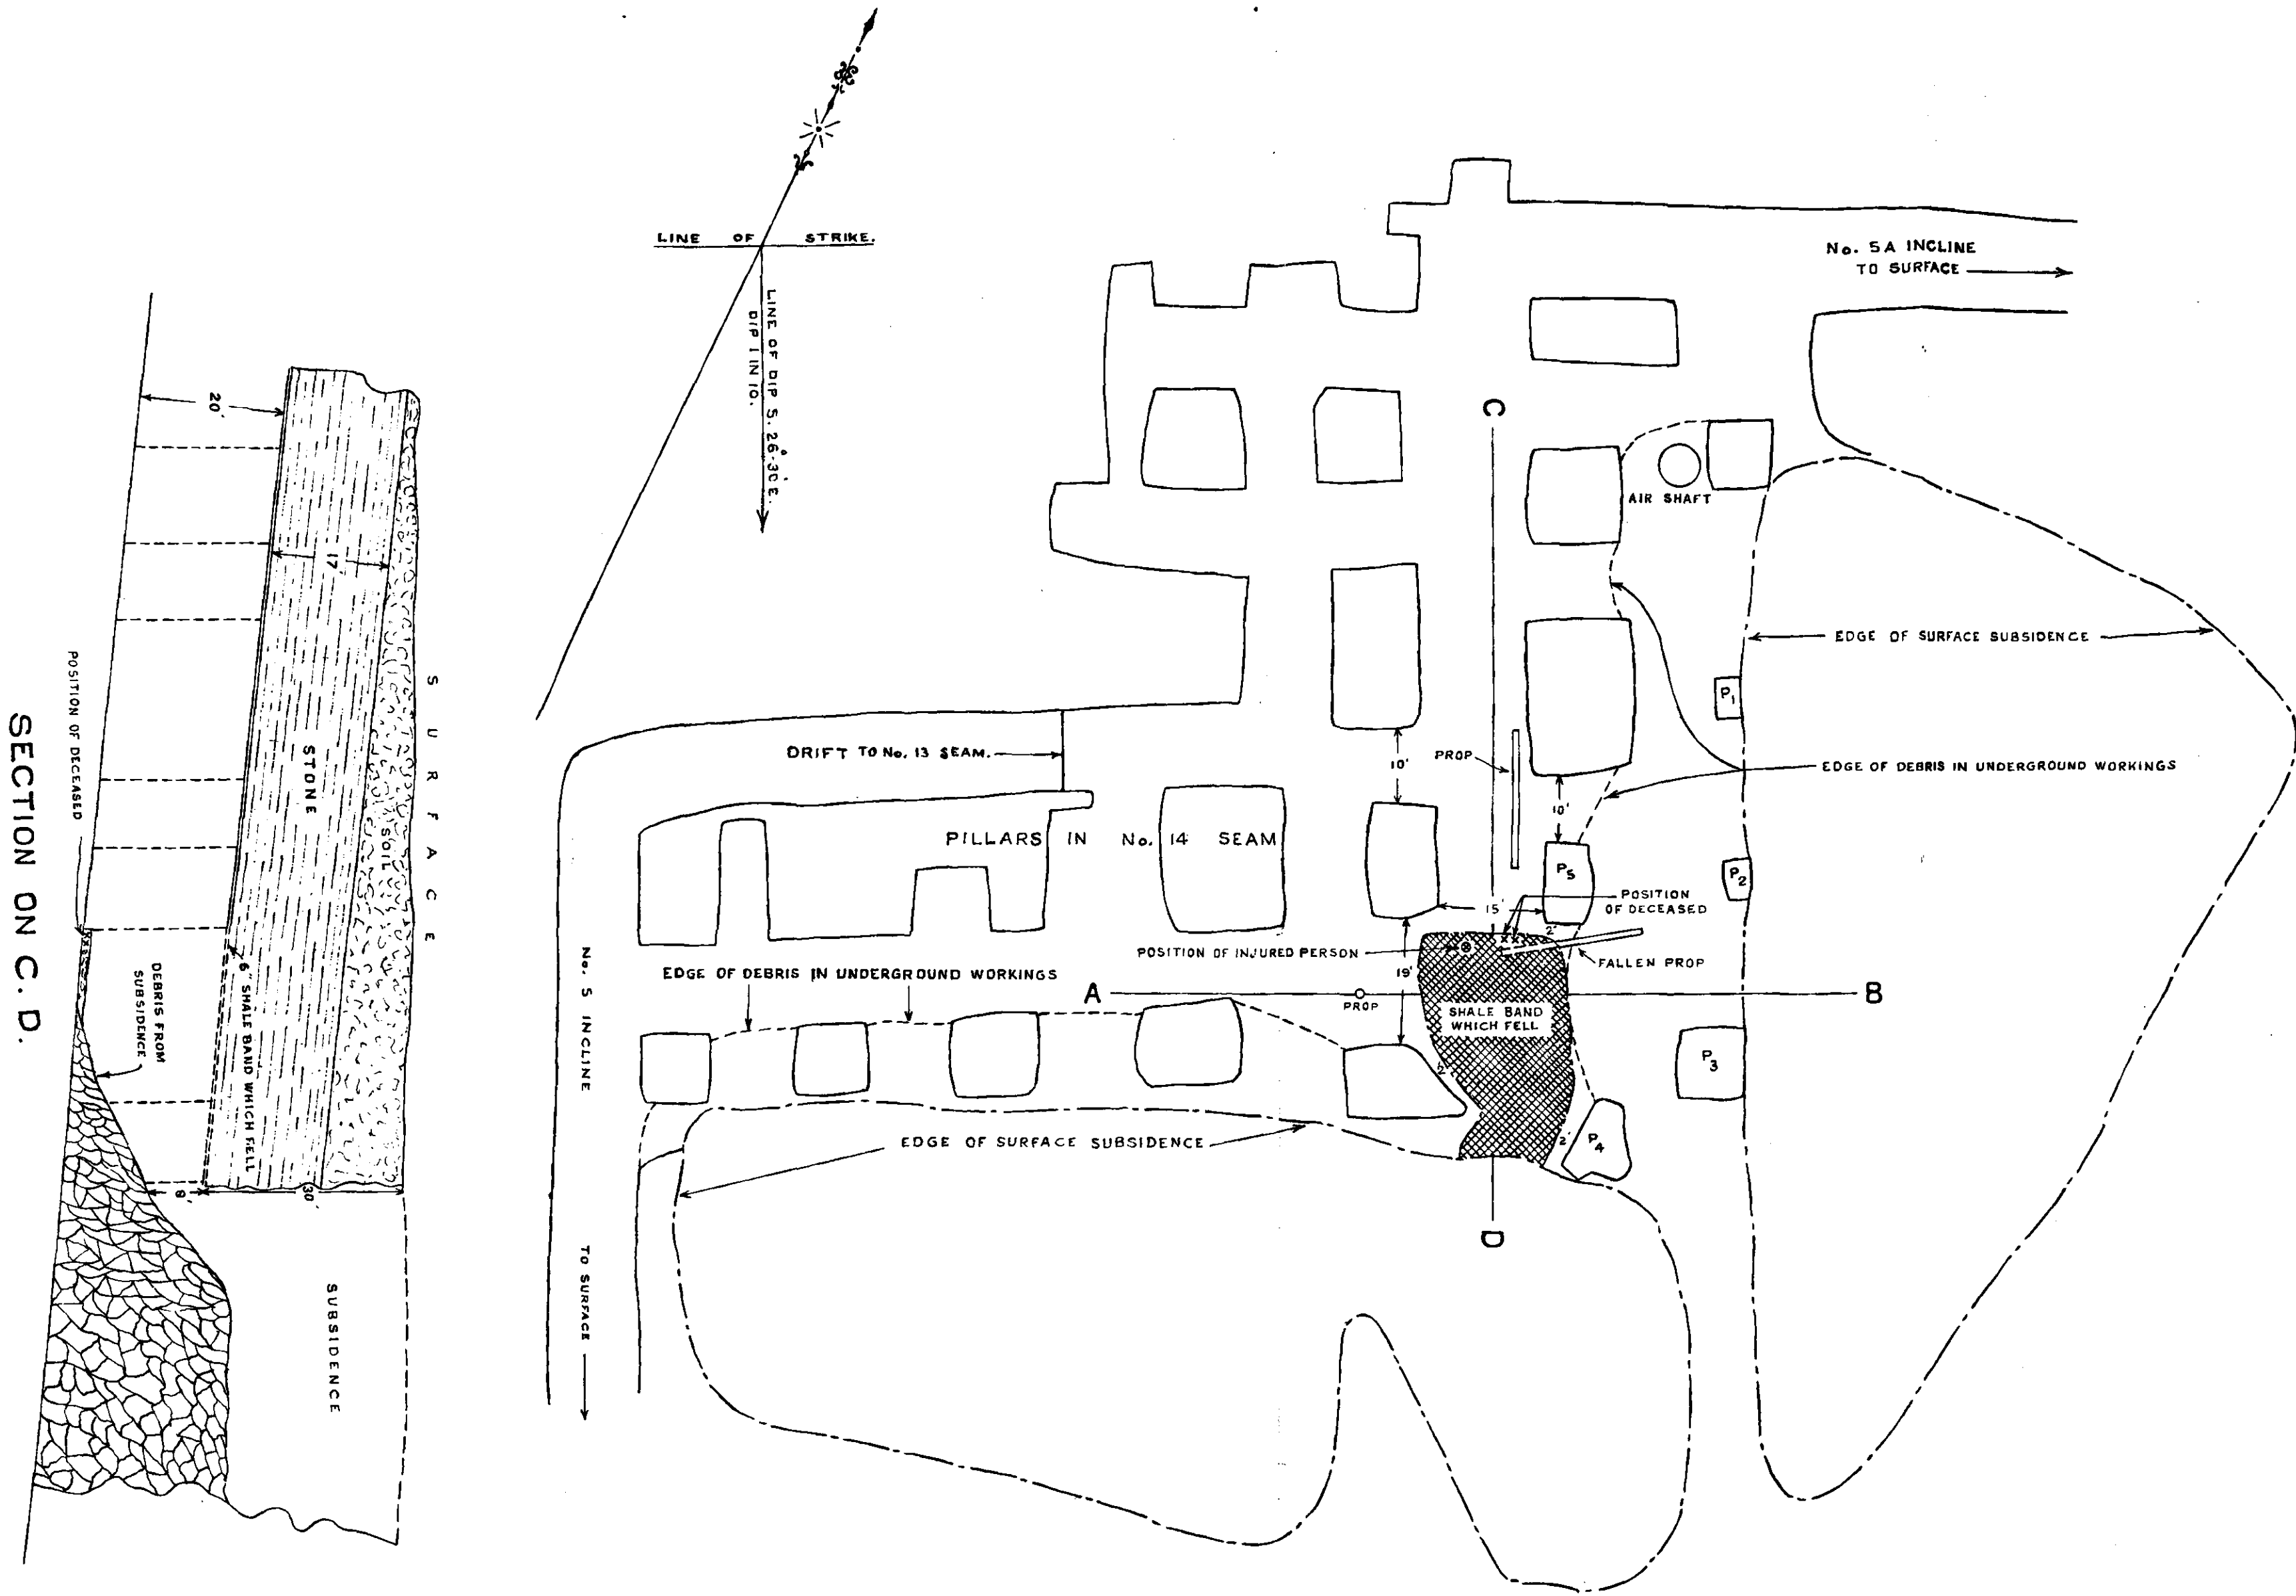 LINE OF STRIKE.
LINE OF DIP S. 26°-30' E.
DIP 1 IN 10.
No. 5A INCLINE
TO SURFACE
C
AIR SHAFT
EDGE OF SURFACE SUBSIDENCE
P1
DRIFT TO No. 13 SEAM.
10'
PROP
EDGE OF DEBRIS IN UNDERGROUND WORKINGS
10'
PILLARS IN No. 14 SEAM
P5
P2
POSITION
OF DECEASED
15'
2'
POSITION OF INJURED PERSON
FALLEN PROP
EDGE OF DEBRIS IN UNDERGROUND WORKINGS
19'
A
B
PROP
SHALE BAND
WHICH FELL
P3
2'
P4
2'
EDGE OF SURFACE SUBSIDENCE
D
No. 5 INCLINE
TO SURFACE
SURFACE
20'
17'
STONE
SOIL
POSITION OF DECEASED
6" SHALE BAND WHICH FELL
DEBRIS FROM
SUBSIDENCE
8'
30'
SUBSIDENCE
SECTION ON C. D.